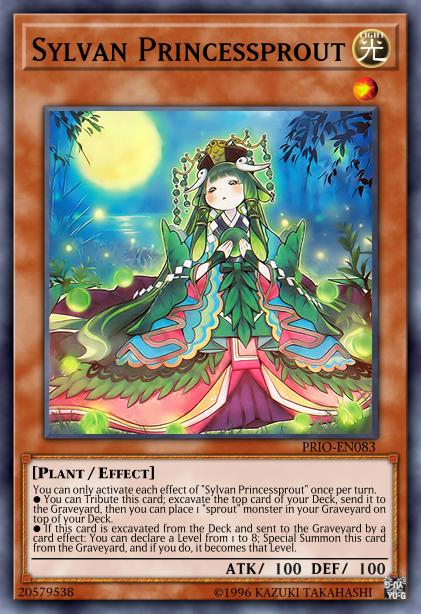 Sylvan Princessprout
LIGHT
光
PRIO-EN083
[Plant / Effect]
You can only activate each effect of "Sylvan Princessprout" once per turn.
● You can Tribute this card; excavate the top card of your Deck, send it to
the Graveyard, then you can place 1 "sprout" monster in your Graveyard on
top of your Deck.
● If this card is excavated from the Deck and sent to the Graveyard by a
card effect: You can declare a Level from 1 to 8; Special Summon this card
from the Graveyard, and if you do, it becomes that Level.
ATK/ 100 DEF/ 100
20579538
©1996 KAZUKI TAKAHASHI